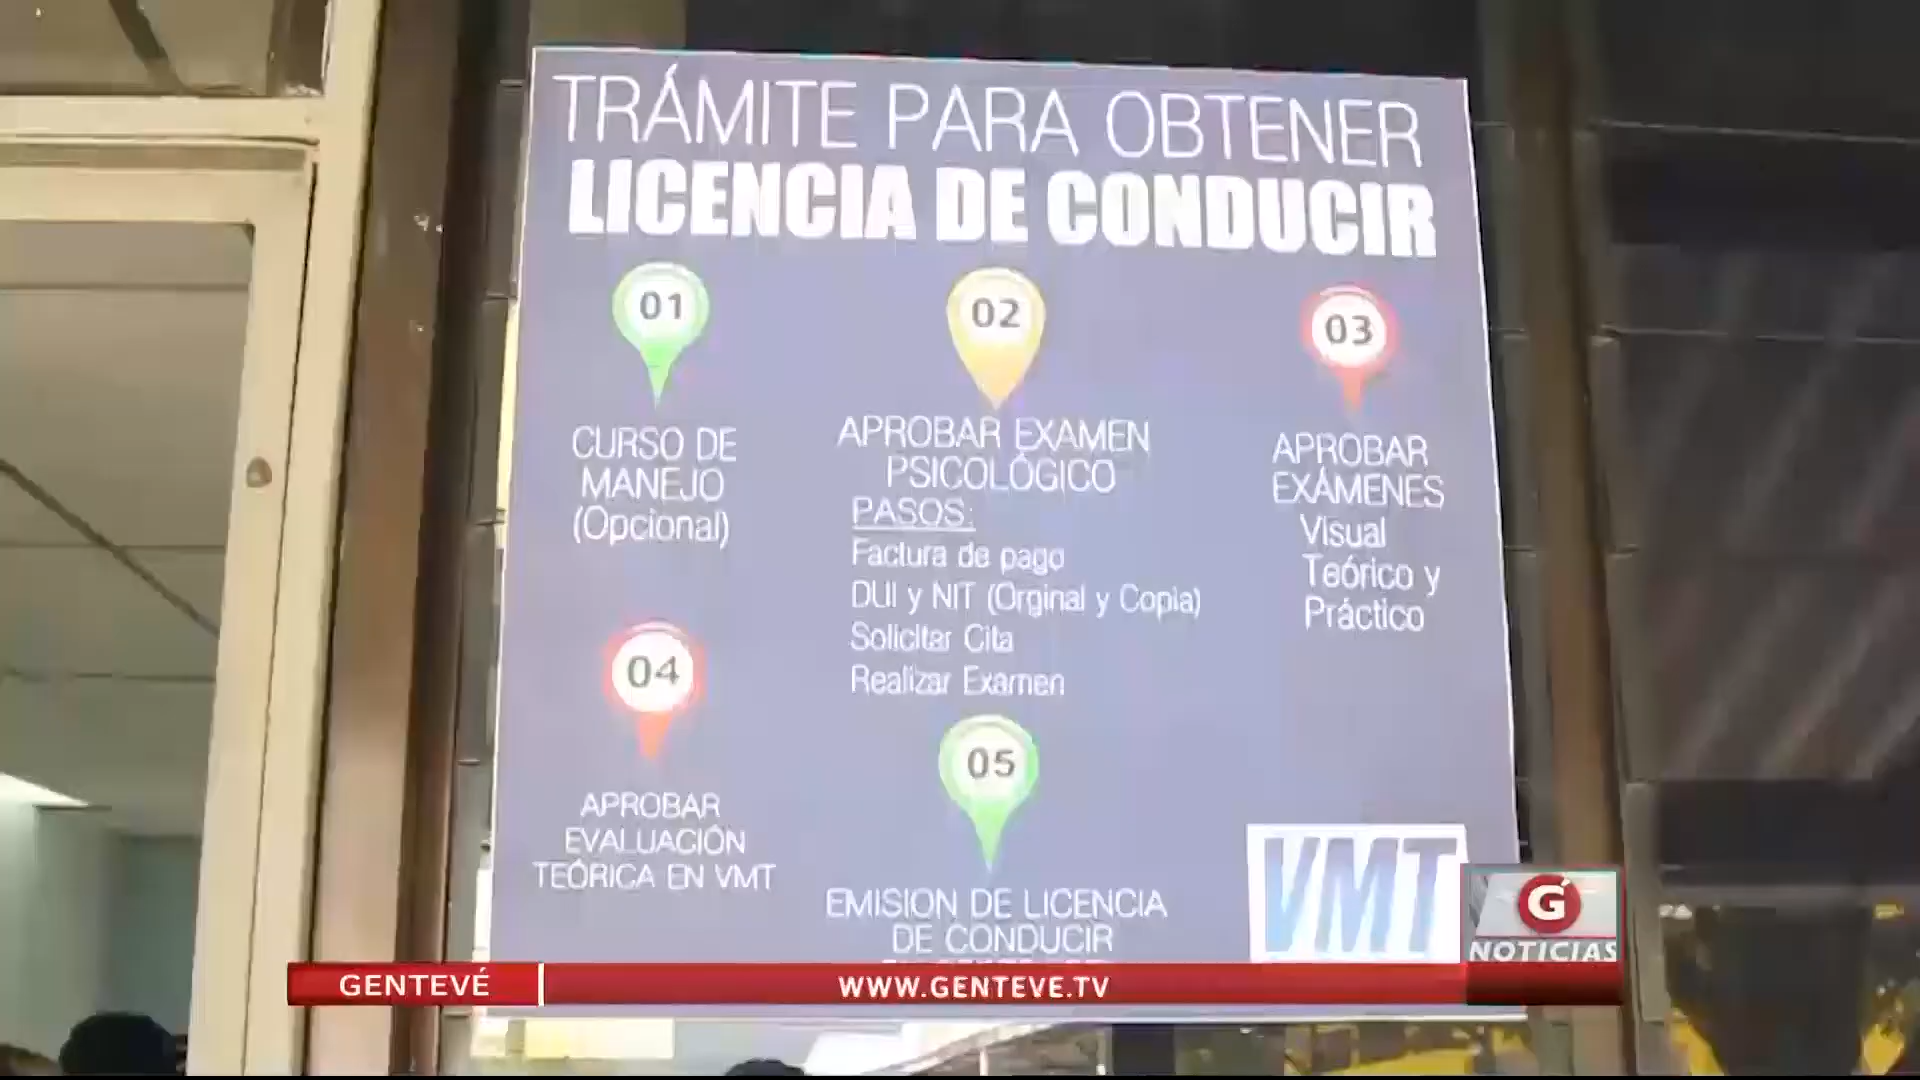 TRÁMITE PARA OBTENER
LICENCIA DE CONDUCIR
01
CURSO DE
MANEJO
(Opcional)
02
APROBAR EXAMEN
PSICOLÓGICO
PASOS:
Factura de pago
DUI y NIT (Orginal y Copia)
Solicitar Cita
Realizar Examen
03
APROBAR
EXÁMENES
Visual
Teórico y
Práctico
04
APROBAR
EVALUACIÓN
TEÓRICA EN VMT
05
EMISION DE LICENCIA
DE CONDUCIR
VMT
G
NOTICIAS
GENTEVÉ
WWW.GENTEVE.TV